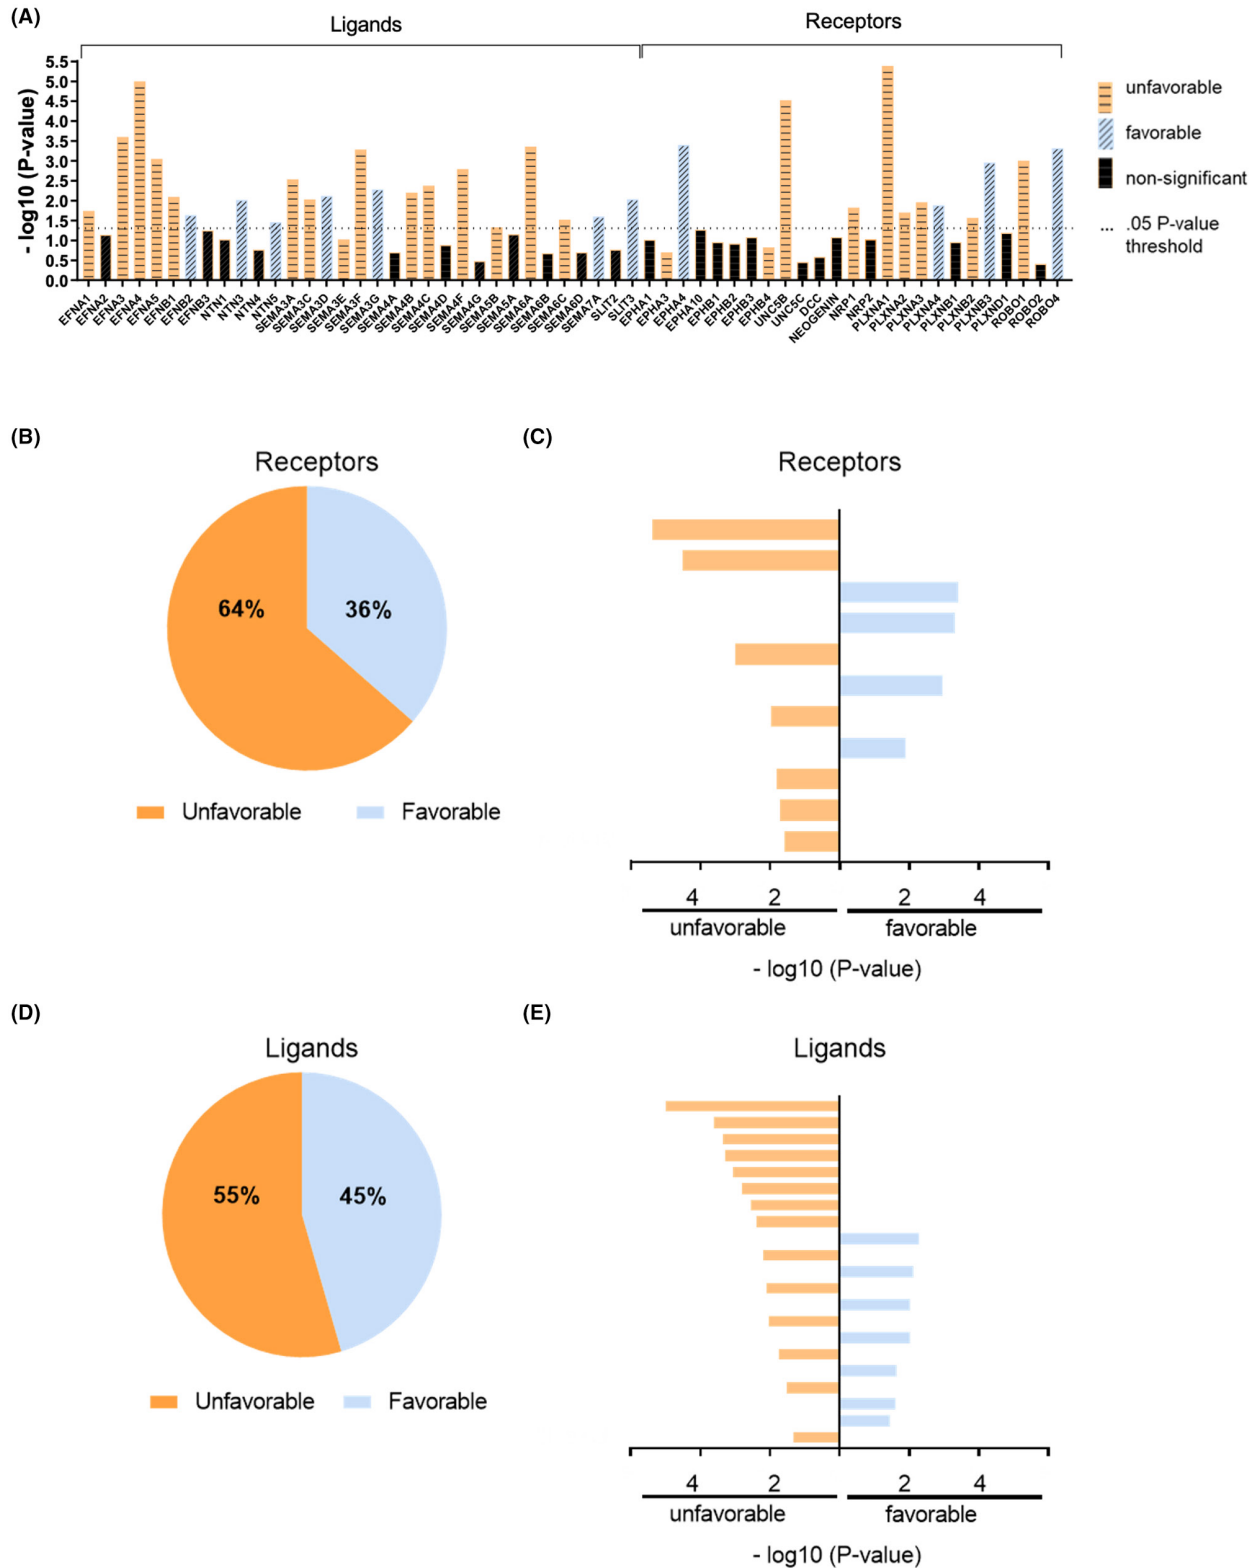 (A)
Ligands
Receptors
- log10 (P-value)
5.5
5.0
4.5
4.0
3.5
3.0
2.5
2.0
1.5
1.0
0.5
0.0
EFNA1
EFNA2
EFNA3
EFNA4
EFNA5
EFNB1
EFNB2
EFNB3
NTN1
NTN3
NTN4
NTN5
SEMA3A
SEMA3C
SEMA3D
SEMA3E
SEMA3F
SEMA3G
SEMA4A
SEMA4B
SEMA4C
SEMA4D
SEMA4F
SEMA4G
SEMA5B
SEMA5A
SEMA6A
SEMA6B
SEMA6C
SEMA6D
SEMA7A
SLIT2
SLIT3
EPHA1
EPHA3
EPHA4
EPHA10
EPHB1
EPHB2
EPHB3
EPHB4
UNC5B
UNC5C
DCC
NEOGENIN
NRP1
NRP2
PLXNA1
PLXNA2
PLXNA3
PLXNA4
PLXNB1
PLXNB2
PLXNB3
PLXND1
ROBO1
ROBO2
ROBO4
unfavorable
favorable
non-significant
... .05 P-value
threshold
(B)
Receptors
64%
36%
Unfavorable
Favorable
(C)
Receptors
4 2 2 4
unfavorable favorable
- log10 (P-value)
(D)
Ligands
55%
45%
Unfavorable
Favorable
(E)
Ligands
4 2 2 4
unfavorable favorable
- log10 (P-value)